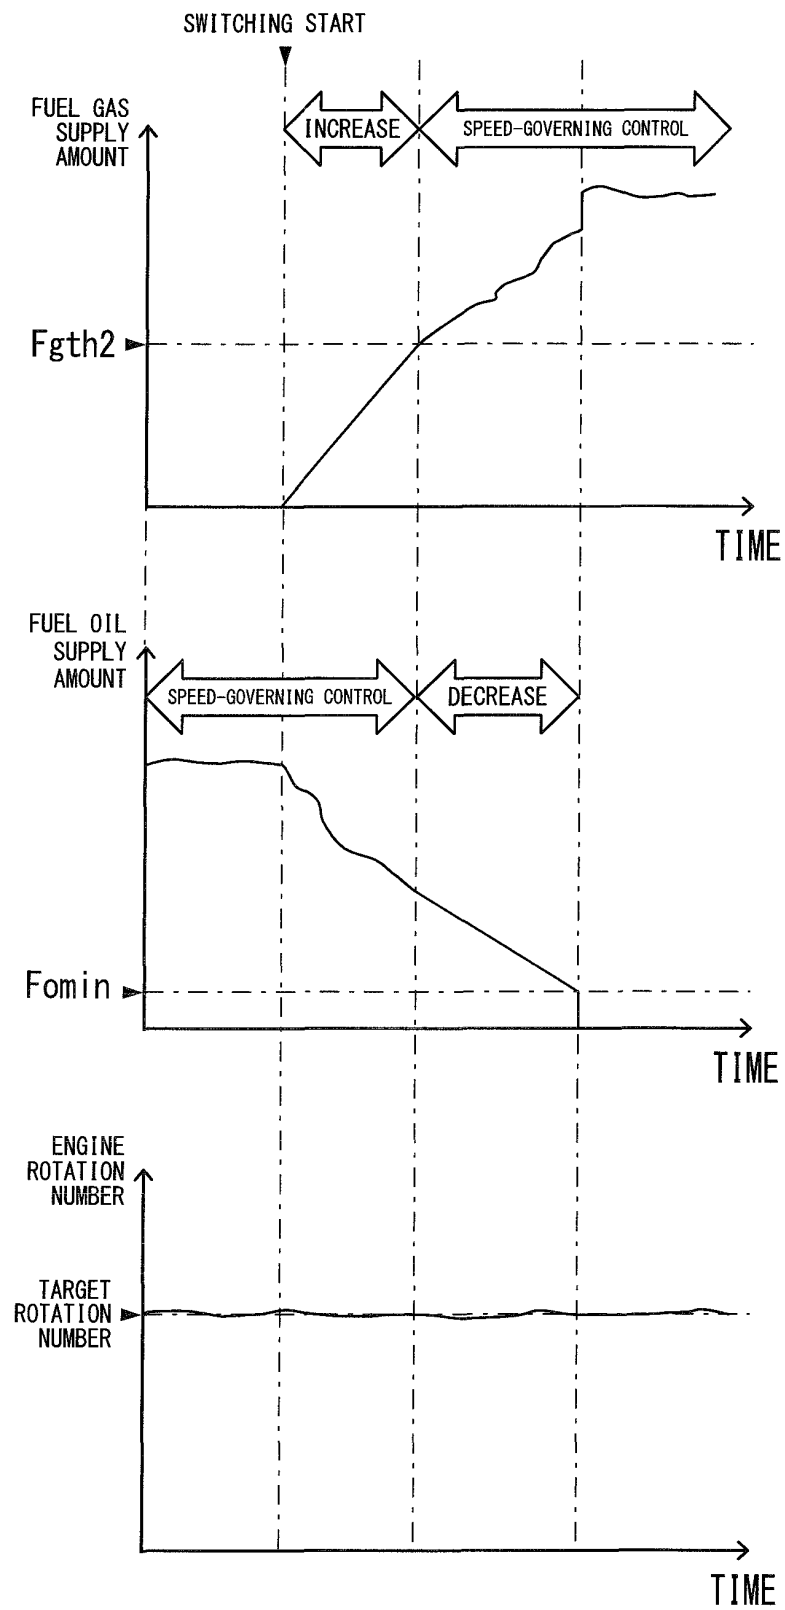 SWITCHING START
FUEL GAS
SUPPLY
AMOUNT
INCREASE
SPEED-GOVERNING CONTROL
Fgth2
TIME
FUEL OIL
SUPPLY
AMOUNT
SPEED-GOVERNING CONTROL
DECREASE
Fomin
TIME
ENGINE
ROTATION
NUMBER
TARGET
ROTATION
NUMBER
TIME